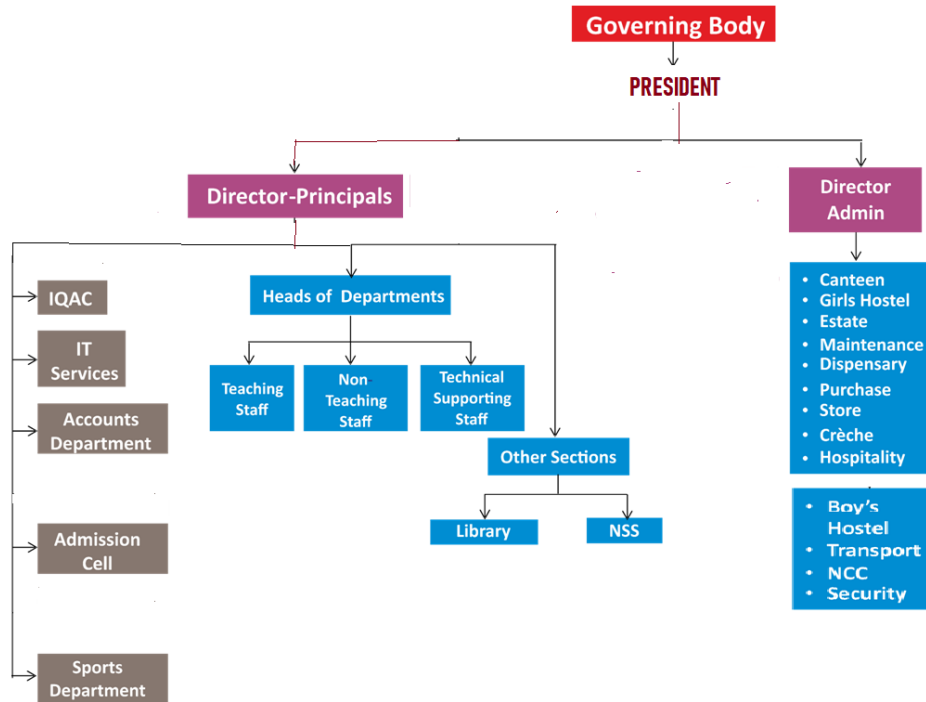 Governing Body
PRESIDENT
Director-Principals
Director
Admin
IQAC
IT
Services
Accounts
Department
Admission
Cell
Sports
Department
Heads of Departments
Teaching
Staff
Non-
Teaching
Staff
Technical
Supporting
Staff
Other Sections
Library
NSS
• Canteen
• Girls Hostel
• Estate
• Maintenance
• Dispensary
• Purchase
• Store
• Crèche
• Hospitality
• Boy's
Hostel
• Transport
• NCC
• Security